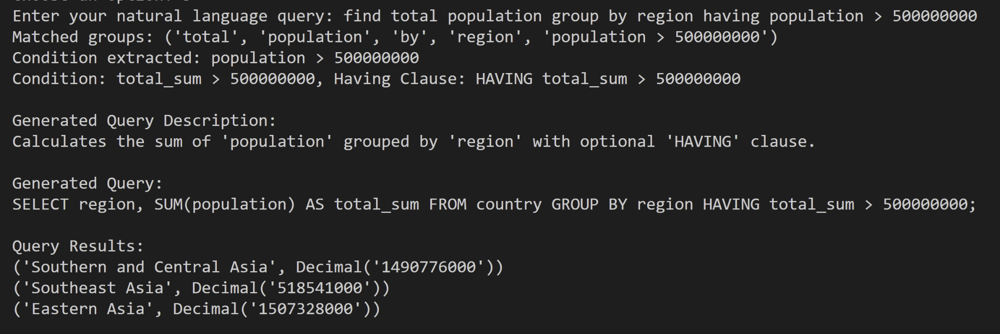 Enter your natural language query: find total population group by region having population > 500000000
Matched groups: ('total', 'population', 'by', 'region', 'population > 500000000')
Condition extracted: population > 500000000
Condition: total_sum > 500000000, Having Clause: HAVING total_sum > 500000000
Generated Query Description:
Calculates the sum of 'population' grouped by 'region' with optional 'HAVING' clause.
Generated Query:
SELECT region, SUM(population) AS total_sum FROM country GROUP BY region HAVING total_sum > 500000000;
Query Results:
('Southern and Central Asia', Decimal('1490776000'))
('Southeast Asia', Decimal('518541000'))
('Eastern Asia', Decimal('1507328000'))